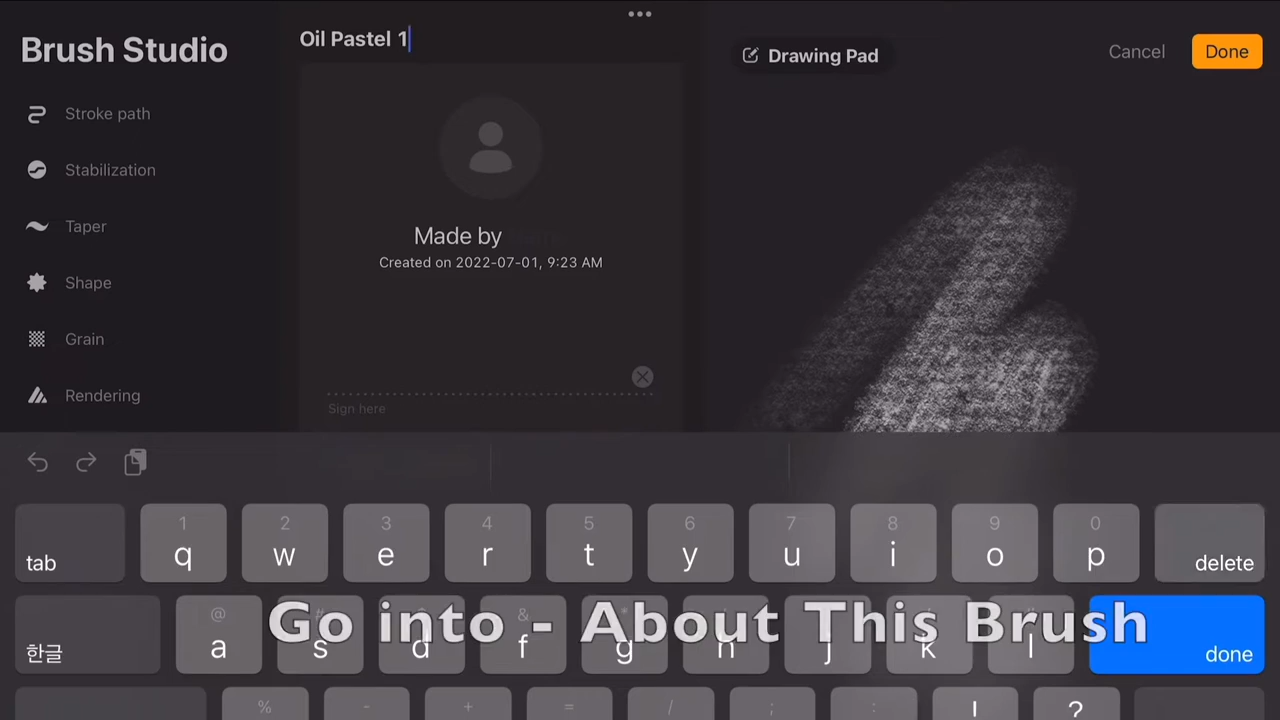 Brush Studio
Oil Pastel 1
Drawing Pad
Cancel
Done
Stroke path
Stabilization
Taper
Shape
Grain
Rendering
Made by
Created on 2022-07-01, 9:23 AM
Sign here
1 2 3 4 5 6 7 8 9 0
tab q w e r t y u i o p delete
@ # &
한글 a s d f g h j k l done
Go into - About This Brush
% - + = / ; : ! ?